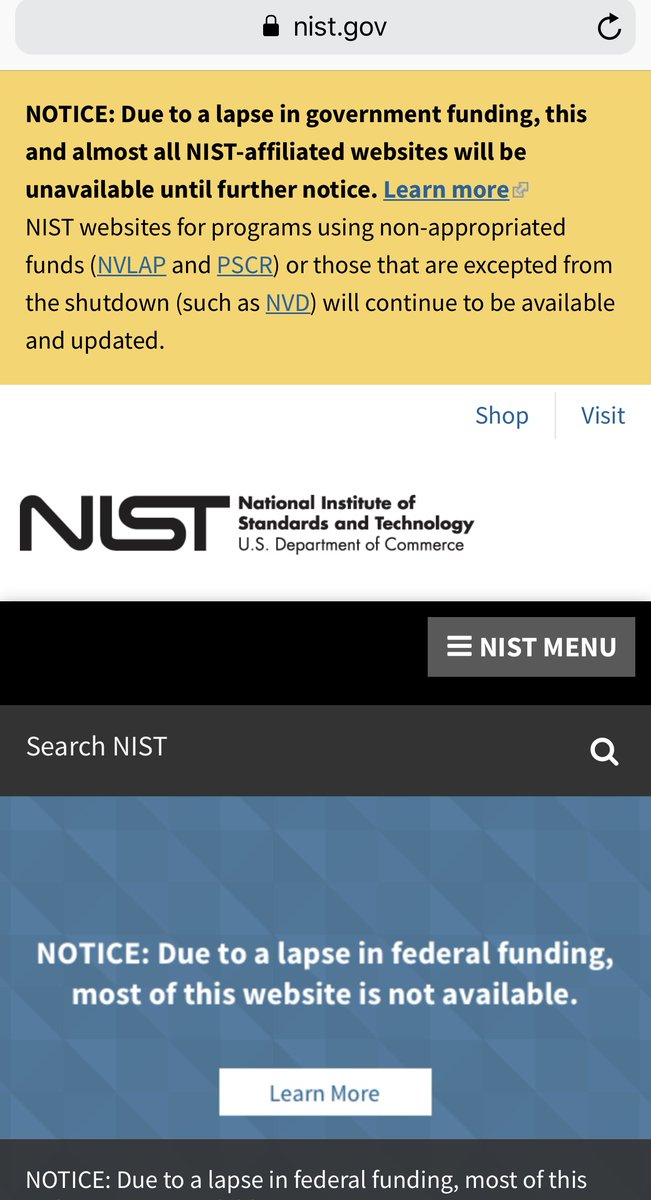 nist.gov
NOTICE: Due to a lapse in government funding, this
and almost all NIST-affiliated websites will be
unavailable until further notice. Learn more
NIST websites for programs using non-appropriated
funds (NVLAP and PSCR) or those that are excepted from
the shutdown (such as NVD) will continue to be available
and updated.
Shop Visit
NIST National Institute of
Standards and Technology
U.S. Department of Commerce
NIST MENU
Search NIST
NOTICE: Due to a lapse in federal funding,
most of this website is not available.
Learn More
NOTICE: Due to a lapse in federal funding, most of this